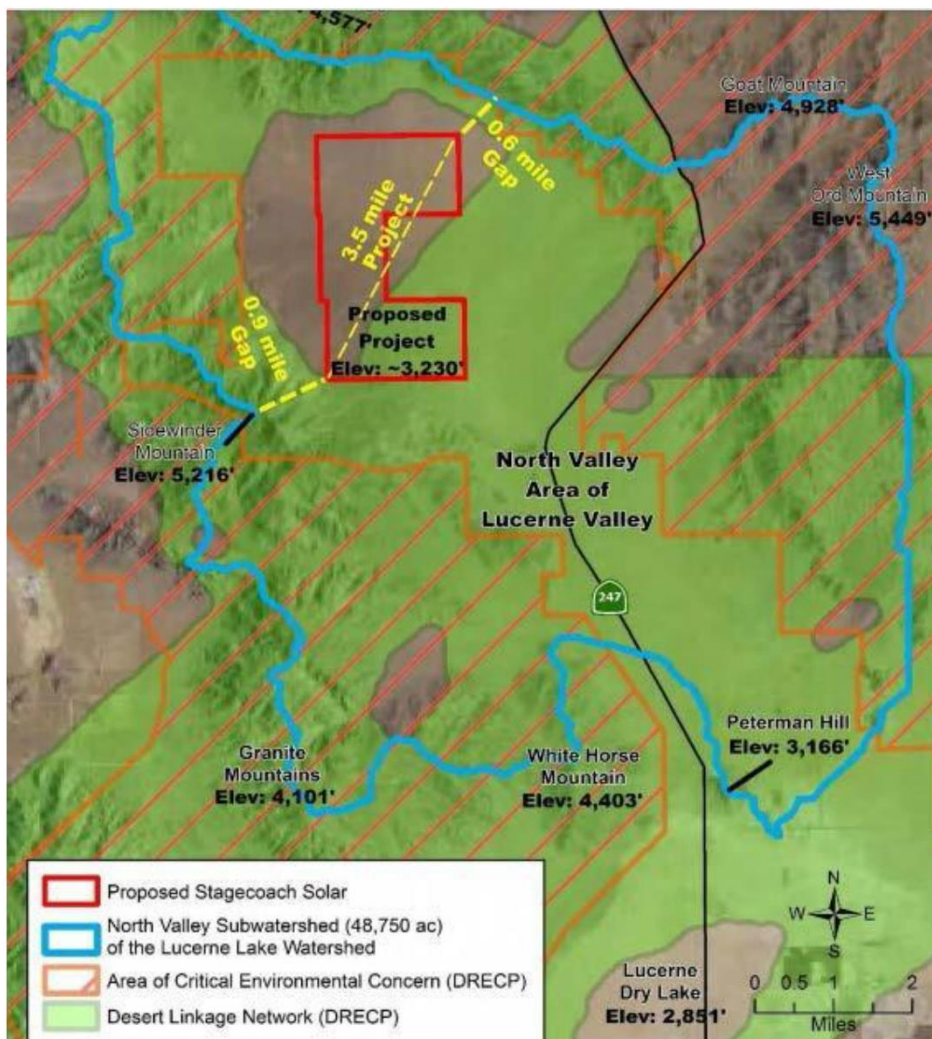 4,577'
Goat Mountain
Elev: 4,928'
West
Ord Mountain
Elev: 5,449'
0.6 mile
Gap
3.5 mile
Project
0.9 mile
Gap
Proposed
Project
Elev: ~3,230'
Sidewinder
Mountain
Elev: 5,216'
North Valley
Area of
Lucerne Valley
247
Peterman Hill
Elev: 3,166'
Granite
Mountains
Elev: 4,101'
White Horse
Mountain
Elev: 4,403'
Proposed Stagecoach Solar
North Valley Subwatershed (48,750 ac)
of the Lucerne Lake Watershed
Area of Critical Environmental Concern (DRECP)
Desert Linkage Network (DRECP)
Lucerne
Dry Lake
Elev: 2,851'
N
W E
S
0 0.5 1 2
Miles